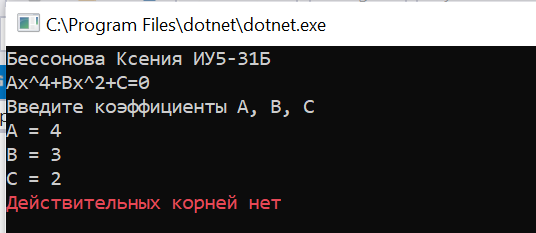 C:\Program Files\dotnet\dotnet.exe
Бессонова Ксения ИУ5-31Б
Ax^4+Bx^2+C=0
Введите коэффициенты A, B, C
A = 4
B = 3
C = 2
Действительных корней нет